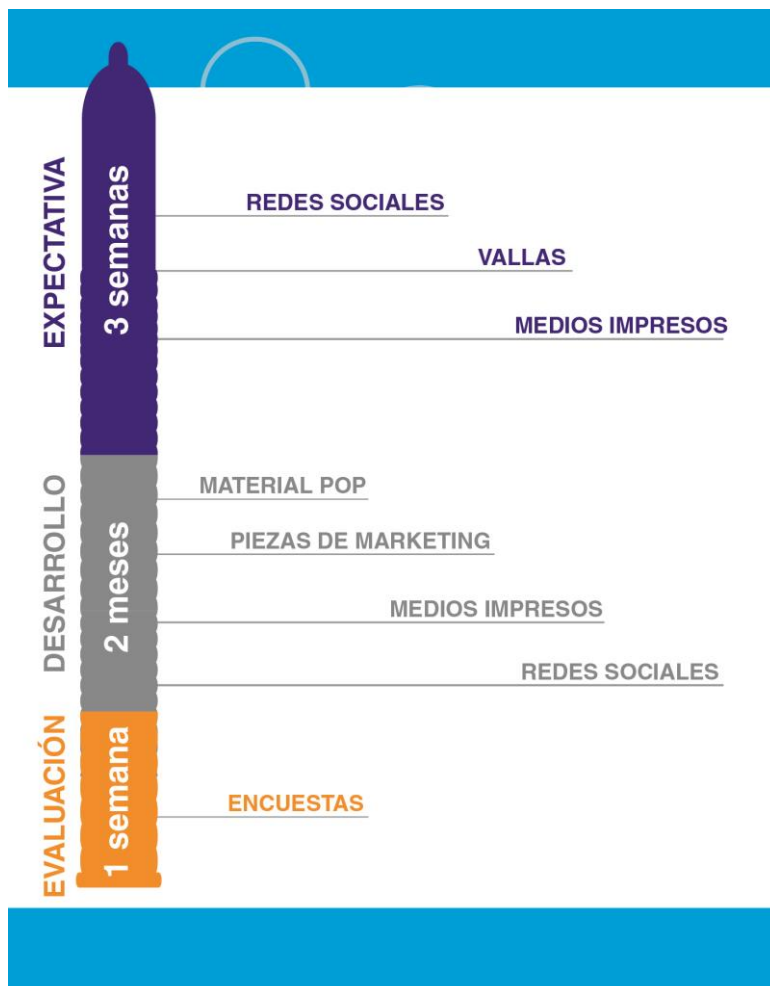 EXPECTATIVA
3 semanas
REDES SOCIALES
VALLAS
MEDIOS IMPRESOS
DESARROLLO
2 meses
MATERIAL POP
PIEZAS DE MARKETING
MEDIOS IMPRESOS
REDES SOCIALES
EVALUACIÓN
1 semana
ENCUESTAS